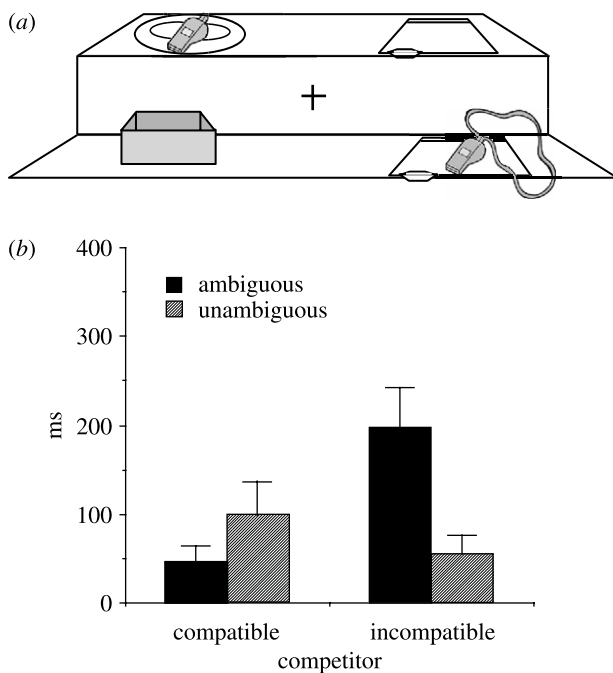 (a)
(b)
400
300
200
100
0
ms
ambiguous
unambiguous
compatible incompatible
competitor